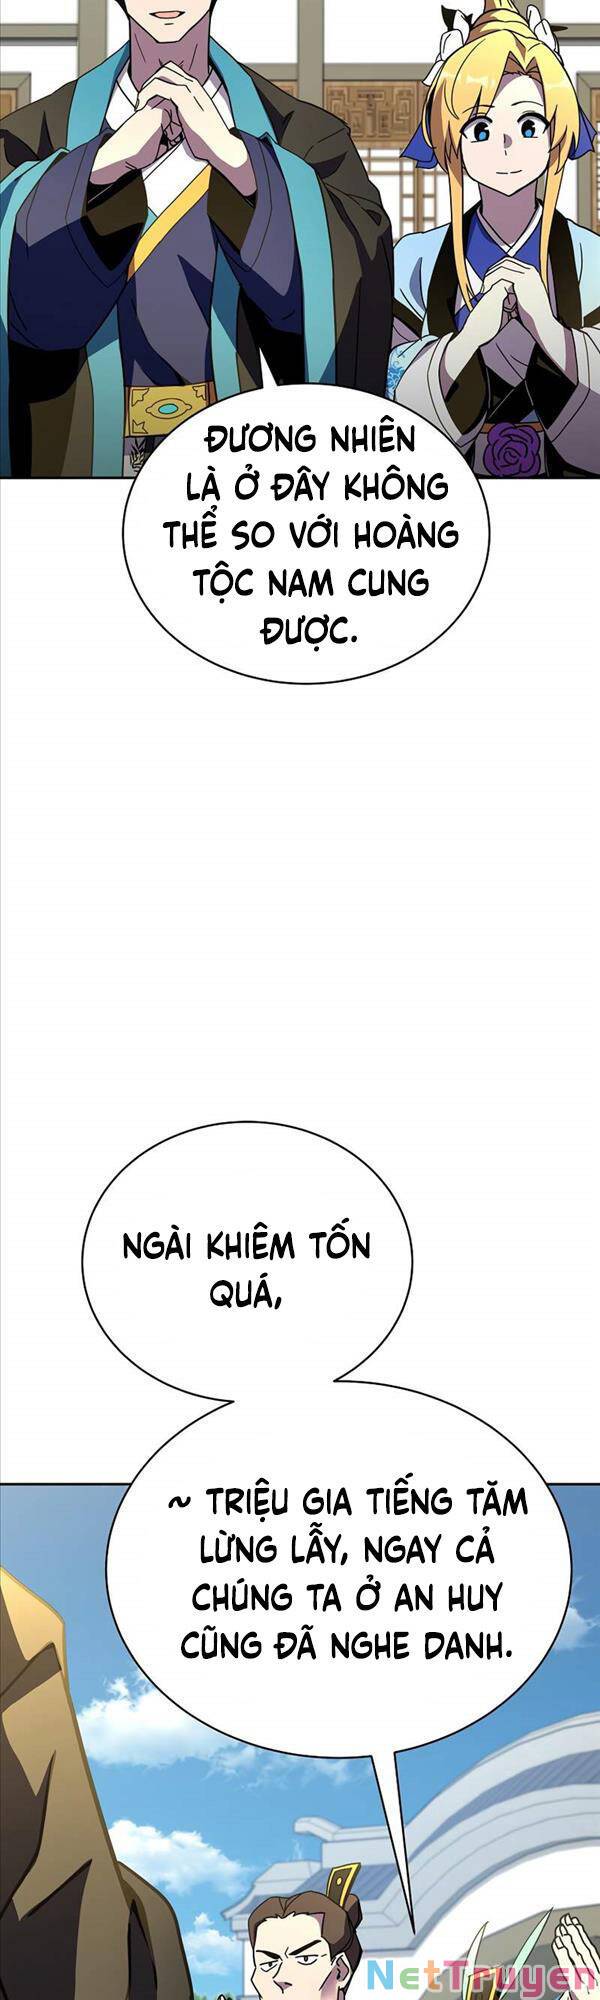 ĐƯƠNG NHIÊN
LÀ Ở ĐÂY KHÔNG
THỂ SO VỚI HOÀNG
TỘC NAM CUNG
ĐƯỢC.
NGÀI KHIÊM TỐN
QUÁ,
~ TRIỆU GIA TIẾNG TĂM
LỪNG LẪY, NGAY CẢ
CHÚNG TA Ở AN HUY
CŨNG ĐÃ NGHE DANH.
NetTruyen